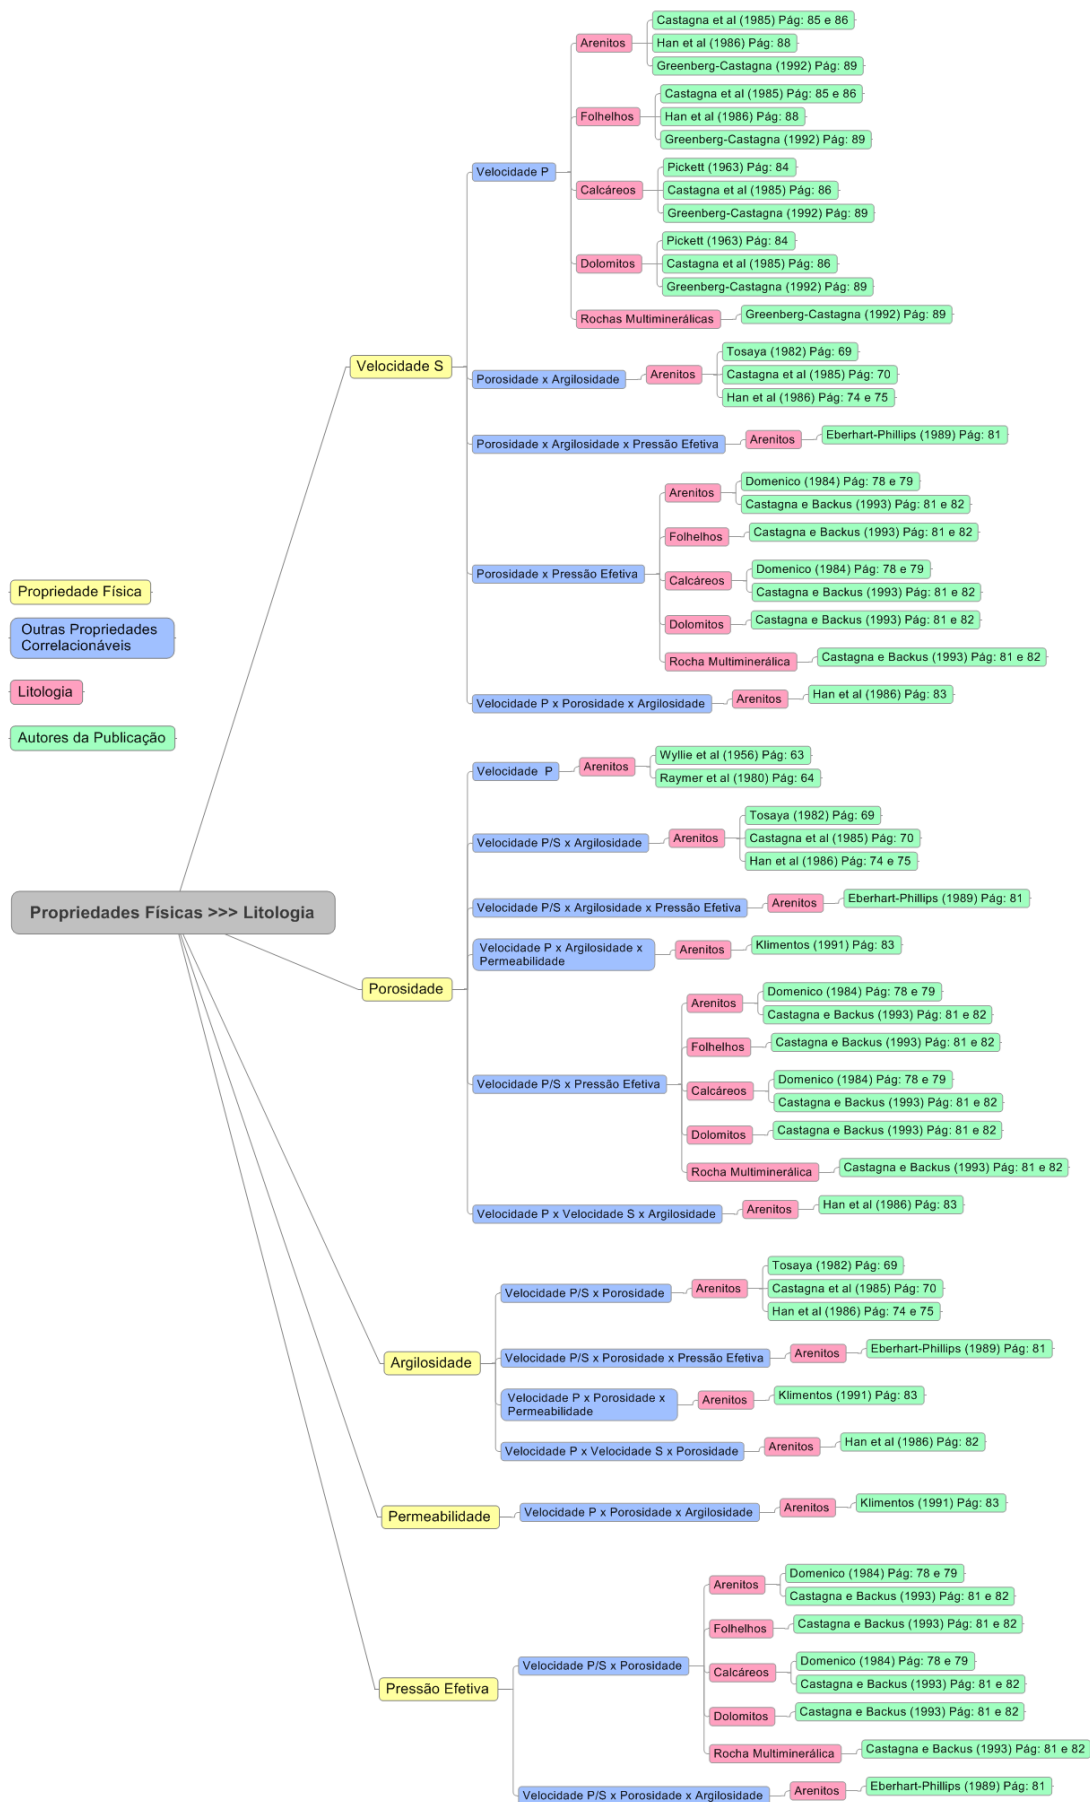 Propriedades Físicas >>> Litologia
Propriedade Física
Outras Propriedades
Correlacionáveis
Litologia
Autores da Publicação
Velocidade S
Velocidade P
Arenitos
Castagna et al (1985) Pág: 85 e 86
Han et al (1986) Pág: 88
Greenberg-Castagna (1992) Pág: 89
Folhelhos
Castagna et al (1985) Pág: 85 e 86
Han et al (1986) Pág: 88
Greenberg-Castagna (1992) Pág: 89
Calcáreos
Pickett (1963) Pág: 84
Castagna et al (1985) Pág: 86
Greenberg-Castagna (1992) Pág: 89
Dolomitos
Pickett (1963) Pág: 84
Castagna et al (1985) Pág: 86
Greenberg-Castagna (1992) Pág: 89
Rochas Multiminerálicas
Greenberg-Castagna (1992) Pág: 89
Porosidade x Argilosidade
Arenitos
Tosaya (1982) Pág: 69
Castagna et al (1985) Pág: 70
Han et al (1986) Pág: 74 e 75
Porosidade x Argilosidade x Pressão Efetiva
Arenitos
Eberhart-Phillips (1989) Pág: 81
Porosidade x Pressão Efetiva
Arenitos
Domenico (1984) Pág: 78 e 79
Castagna e Backus (1993) Pág: 81 e 82
Folhelhos
Castagna e Backus (1993) Pág: 81 e 82
Calcáreos
Domenico (1984) Pág: 78 e 79
Castagna e Backus (1993) Pág: 81 e 82
Dolomitos
Castagna e Backus (1993) Pág: 81 e 82
Rocha Multiminerálica
Castagna e Backus (1993) Pág: 81 e 82
Velocidade P x Porosidade x Argilosidade
Arenitos
Han et al (1986) Pág: 83
Porosidade
Velocidade P
Arenitos
Wyllie et al (1956) Pág: 63
Raymer et al (1980) Pág: 64
Velocidade P/S x Argilosidade
Arenitos
Tosaya (1982) Pág: 69
Castagna et al (1985) Pág: 70
Han et al (1986) Pág: 74 e 75
Velocidade P/S x Argilosidade x Pressão Efetiva
Arenitos
Eberhart-Phillips (1989) Pág: 81
Velocidade P x Argilosidade x
Permeabilidade
Arenitos
Klimentos (1991) Pág: 83
Velocidade P/S x Pressão Efetiva
Arenitos
Domenico (1984) Pág: 78 e 79
Castagna e Backus (1993) Pág: 81 e 82
Folhelhos
Castagna e Backus (1993) Pág: 81 e 82
Calcáreos
Domenico (1984) Pág: 78 e 79
Castagna e Backus (1993) Pág: 81 e 82
Dolomitos
Castagna e Backus (1993) Pág: 81 e 82
Rocha Multiminerálica
Castagna e Backus (1993) Pág: 81 e 82
Velocidade P x Velocidade S x Argilosidade
Arenitos
Han et al (1986) Pág: 83
Argilosidade
Velocidade P/S x Porosidade
Arenitos
Tosaya (1982) Pág: 69
Castagna et al (1985) Pág: 70
Han et al (1986) Pág: 74 e 75
Velocidade P/S x Porosidade x Pressão Efetiva
Arenitos
Eberhart-Phillips (1989) Pág: 81
Velocidade P x Porosidade x
Permeabilidade
Arenitos
Klimentos (1991) Pág: 83
Velocidade P x Velocidade S x Porosidade
Arenitos
Han et al (1986) Pág: 82
Permeabilidade
Velocidade P x Porosidade x Argilosidade
Arenitos
Klimentos (1991) Pág: 83
Pressão Efetiva
Velocidade P/S x Porosidade
Arenitos
Domenico (1984) Pág: 78 e 79
Castagna e Backus (1993) Pág: 81 e 82
Folhelhos
Castagna e Backus (1993) Pág: 81 e 82
Calcáreos
Domenico (1984) Pág: 78 e 79
Castagna e Backus (1993) Pág: 81 e 82
Dolomitos
Castagna e Backus (1993) Pág: 81 e 82
Rocha Multiminerálica
Castagna e Backus (1993) Pág: 81 e 82
Velocidade P/S x Porosidade x Argilosidade
Arenitos
Eberhart-Phillips (1989) Pág: 81